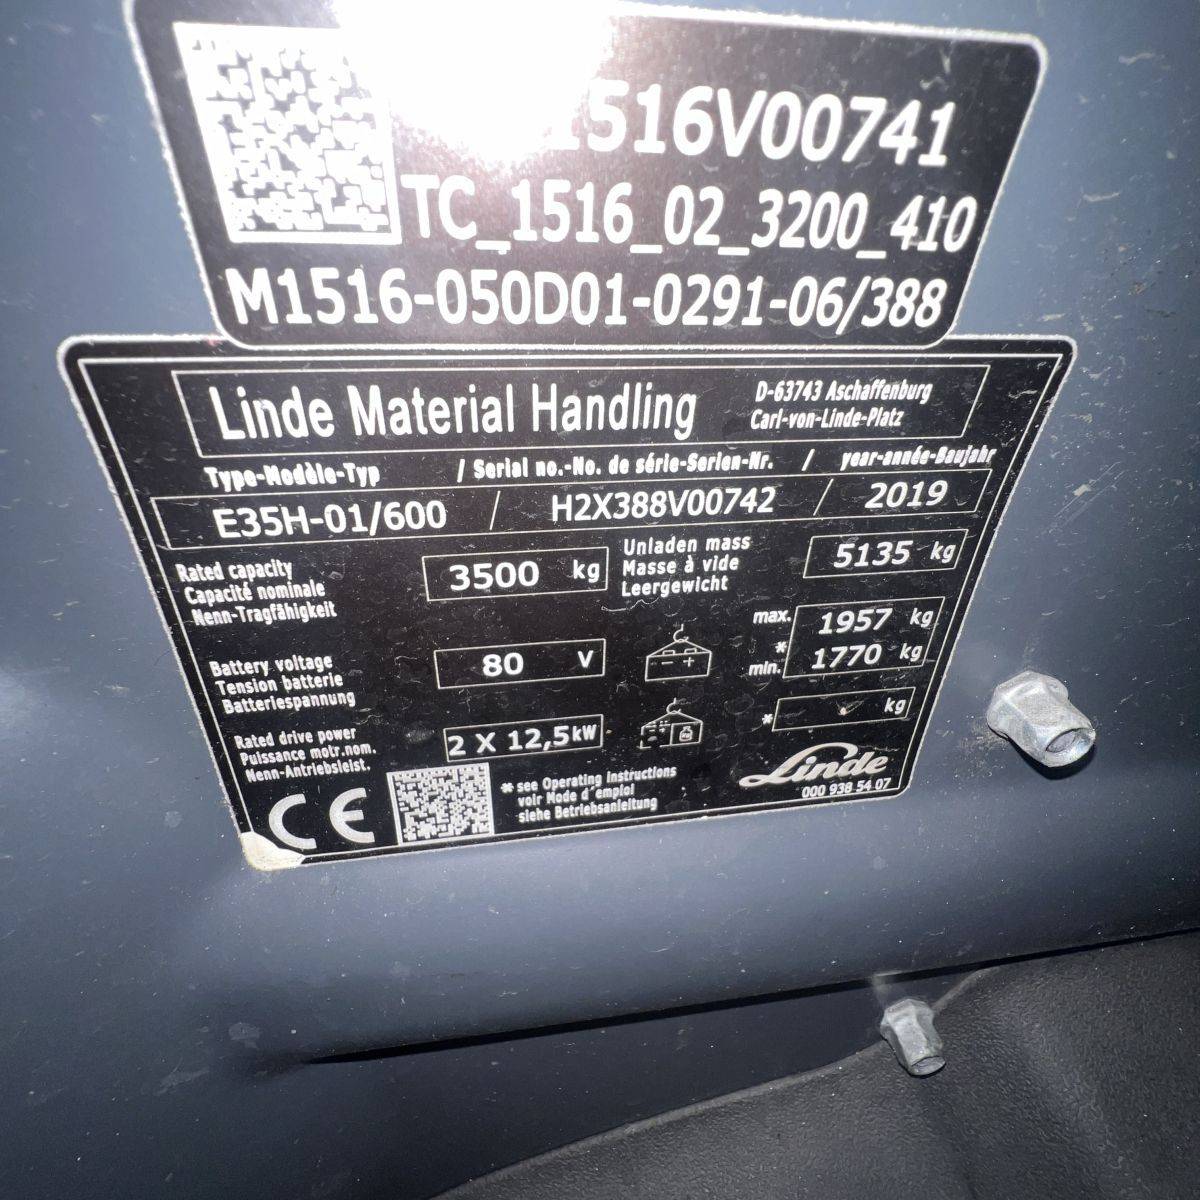 1516V00741
TC_1516_02_3200_410
M1516-050D01-0291-06/388
Linde Material Handling
D-63743 Aschaffenburg
Carl-von-Linde-Platz
Type-Modèle-Typ / Serial no.-No. de série-Serien-Nr. / year-année-Baujahr
E35H-01/600 / H2X388V00742 / 2019
Rated capacity
Capacité nominale
Nenn-Tragfähigkeit
3500 kg
Unladen mass
Masse à vide
Leergewicht
5135 kg
Battery voltage
Tension batterie
Batteriespannung
80 V
- +
max. 1957 kg
*
min. 1770 kg
Rated drive power
Puissance motr.nom.
Nenn-Antriebsleist.
2 X 12,5kW
* kg
CE
* see Operating Instructions
voir Mode d'emploi
siehe Betriebsanleitung
Linde
000 938 54 07